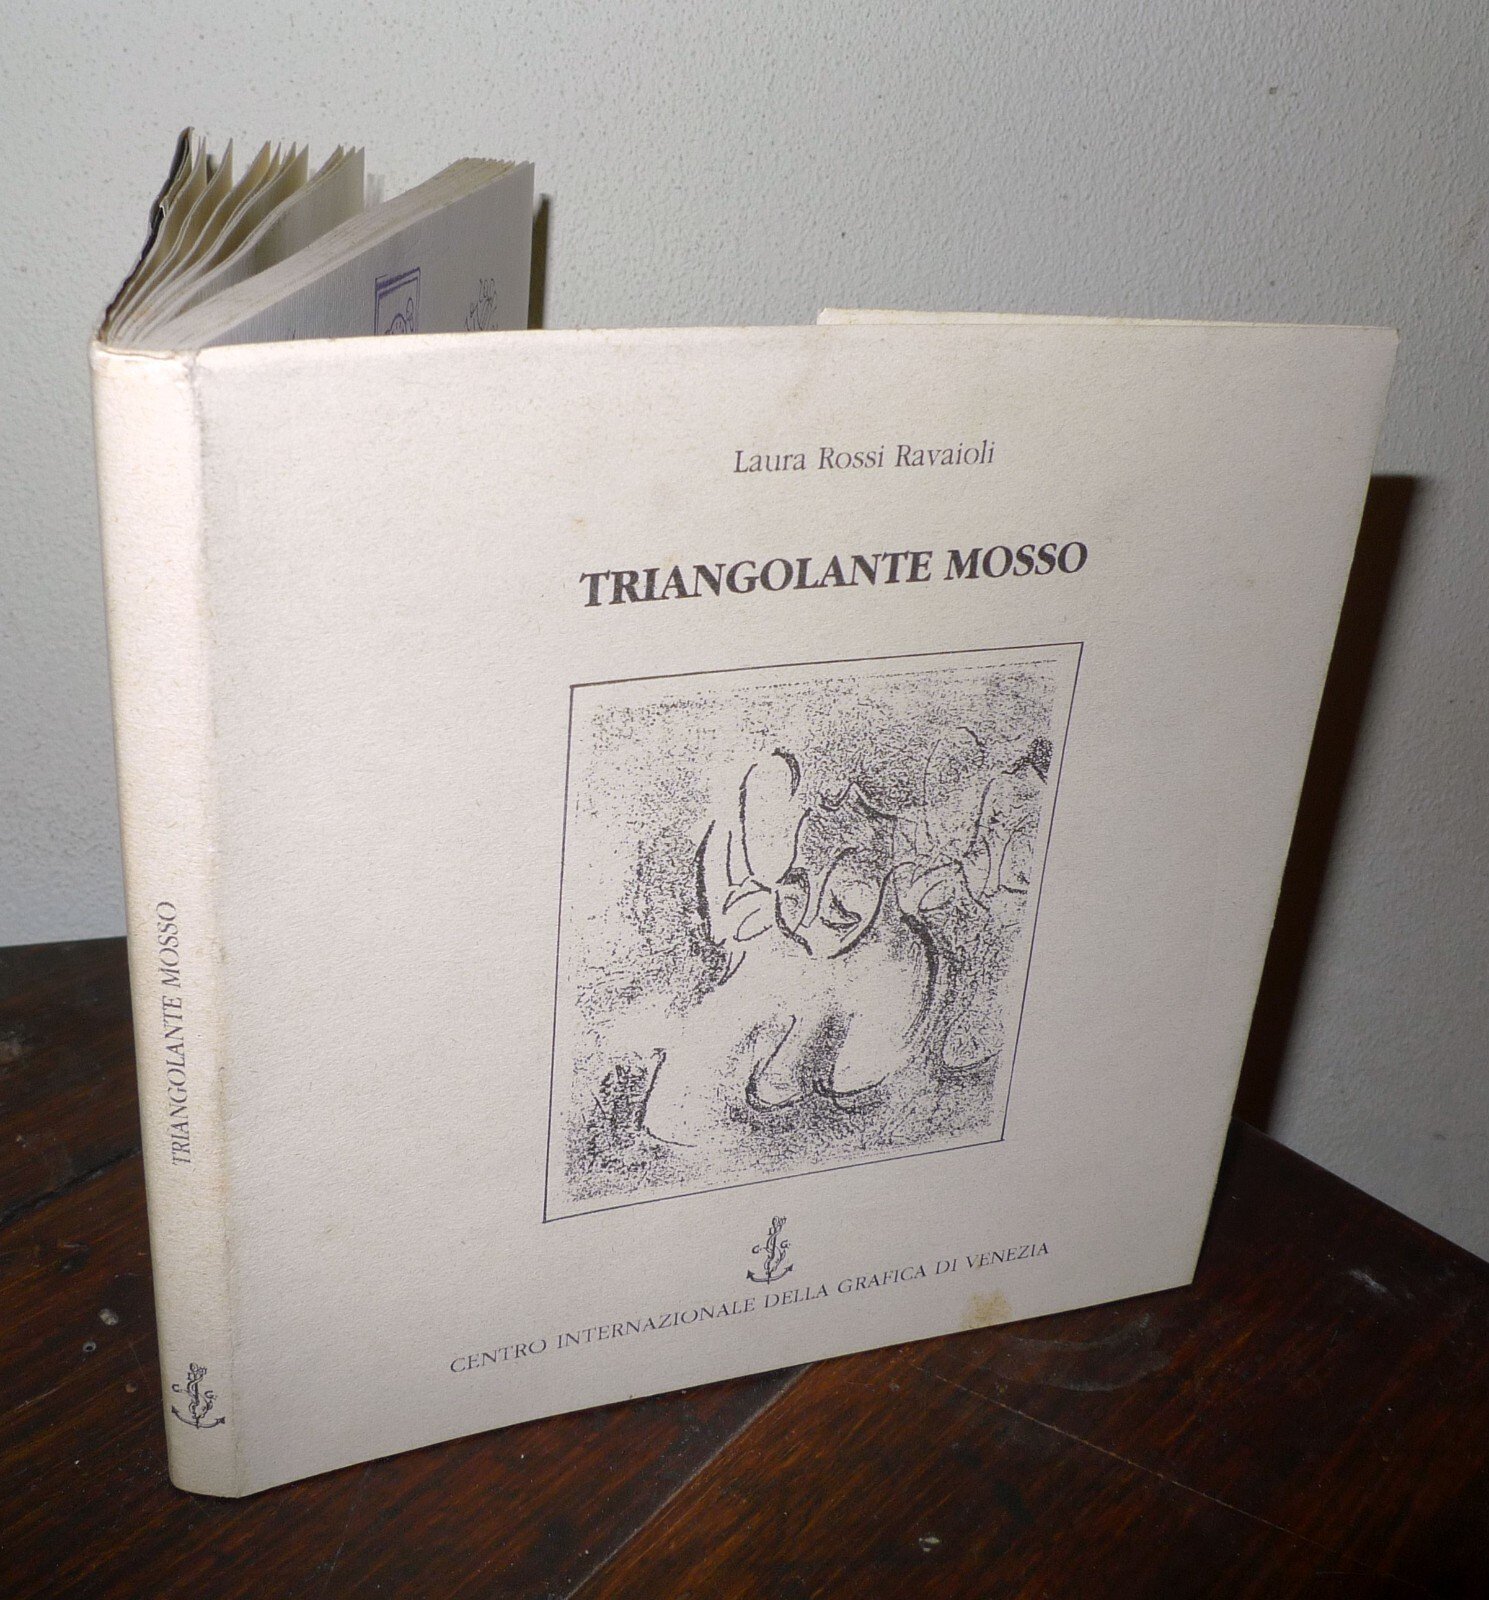 Laura Rossi Ravaioli
TRIANGOLANTE MOSSO
C G
CENTRO INTERNAZIONALE DELLA GRAFICA DI VENEZIA
TRIANGOLANTE MOSSO